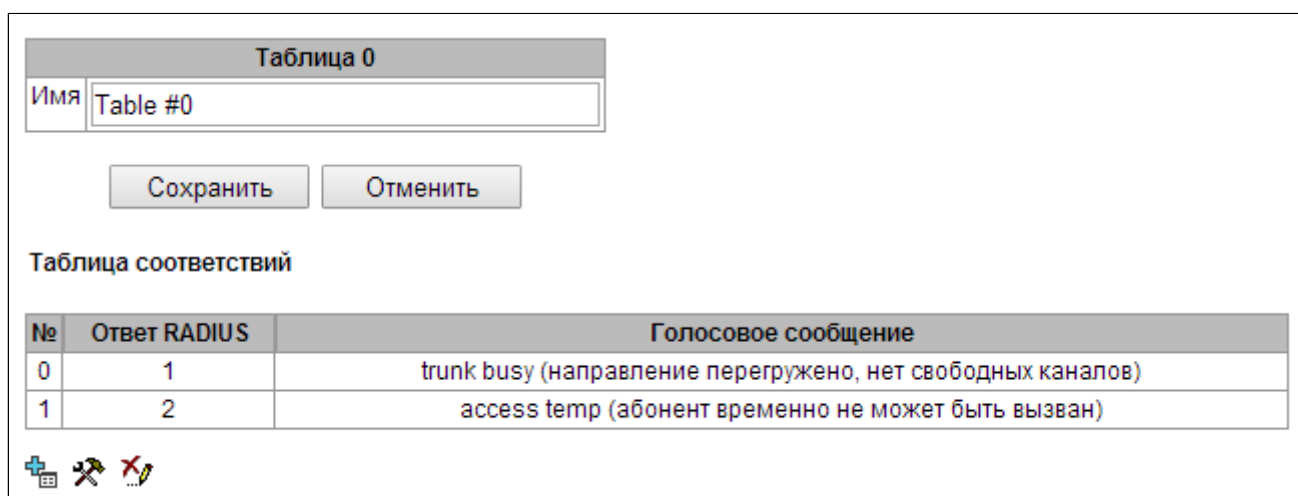 Таблица 0
Имя Table #0
Сохранить Отменить
Таблица соответствий
№ Ответ RADIUS Голосовое сообщение
0 1 trunk busy (направление перегружено, нет свободных каналов)
1 2 access temp (абонент временно не может быть вызван)